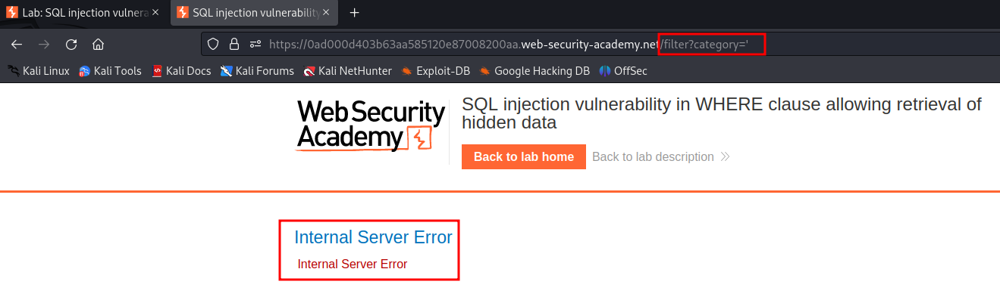 Lab: SQL injection vulnera
SQL injection vulnerability
https://0ad000d403b63aa585120e87008200aa.web-security-academy.net/filter?category='
Kali Linux Kali Tools Kali Docs Kali Forums Kali NetHunter Exploit-DB Google Hacking DB OffSec
Web Security
Academy
SQL injection vulnerability in WHERE clause allowing retrieval of
hidden data
Back to lab home Back to lab description
Internal Server Error
Internal Server Error